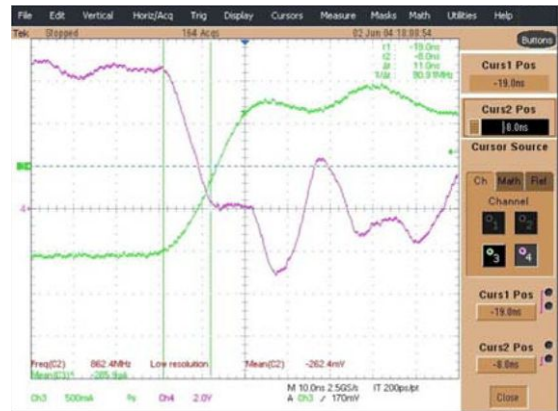 File Edit Vertical Horiz/Acq Trig Display Cursors Measure Masks Math Utilities Help
Tek Stopped 164 Acqs 02 Jun 04 18:08:54
Buttons
t1: -19.0ns
t2: -8.0ns
Δt: 11.0ns
1/Δt: 90.91MHz
Curs1 Pos
-19.0ns
Curs2 Pos
-8.0ns
Cursor Source
Ch Math Ref
Channel
1 2
3 4
Curs1 Pos
-19.0ns
Curs2 Pos
-8.0ns
Close
Freq(C2) 862.4MHz Low resolution Mean(C2) -262.4mV
Mean(C3)
Ch3 500mA Ch4 2.0V
M 10.0ns 2.5GS/s IT 200ps/pt
A Ch3 / 170mV